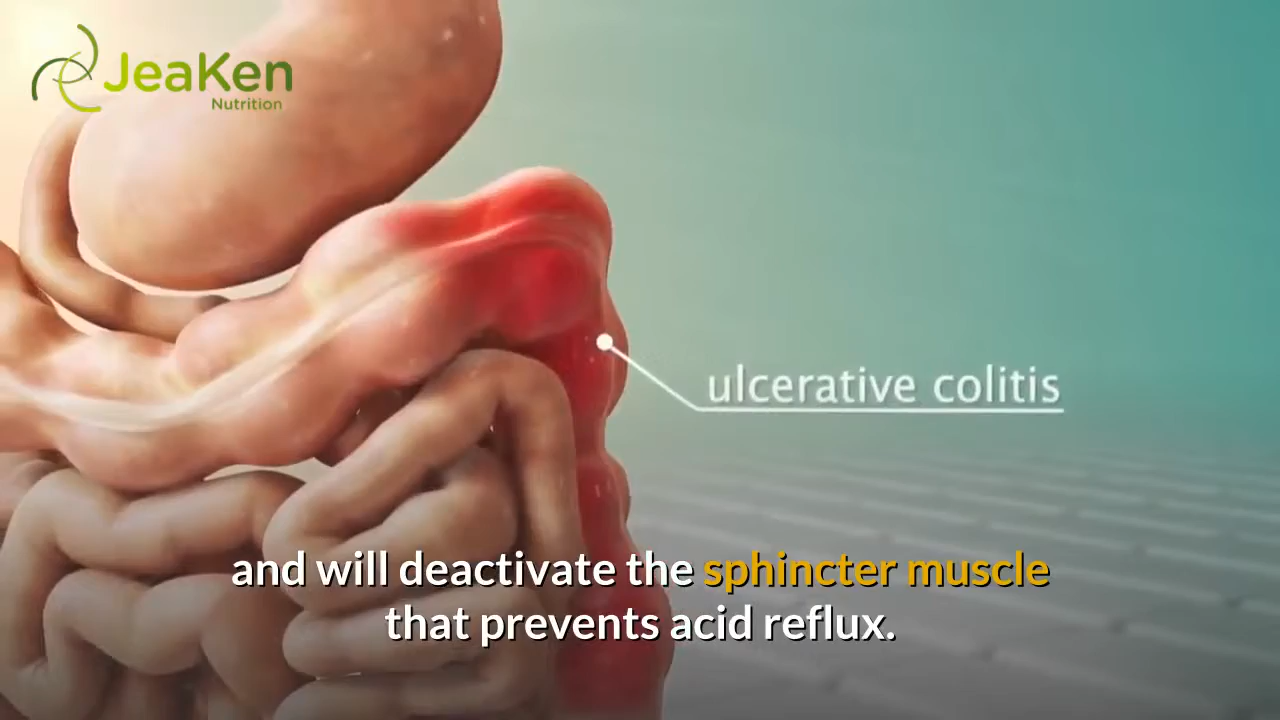 JeaKen
Nutrition
ulcerative colitis
and will deactivate the sphincter muscle
that prevents acid reflux.